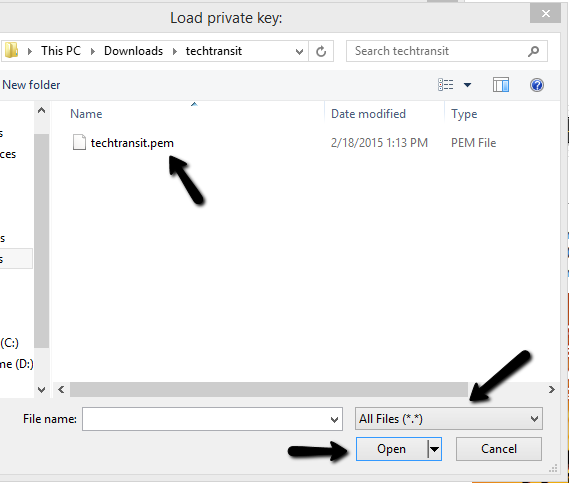 Load private key:
This PC Downloads techtransit Search techtransit
New folder
Name Date modified Type
techtransit.pem 2/18/2015 1:13 PM PEM File
s
ces
s
s
(C:)
me (D:)
File name: All Files (*.*)
Open Cancel